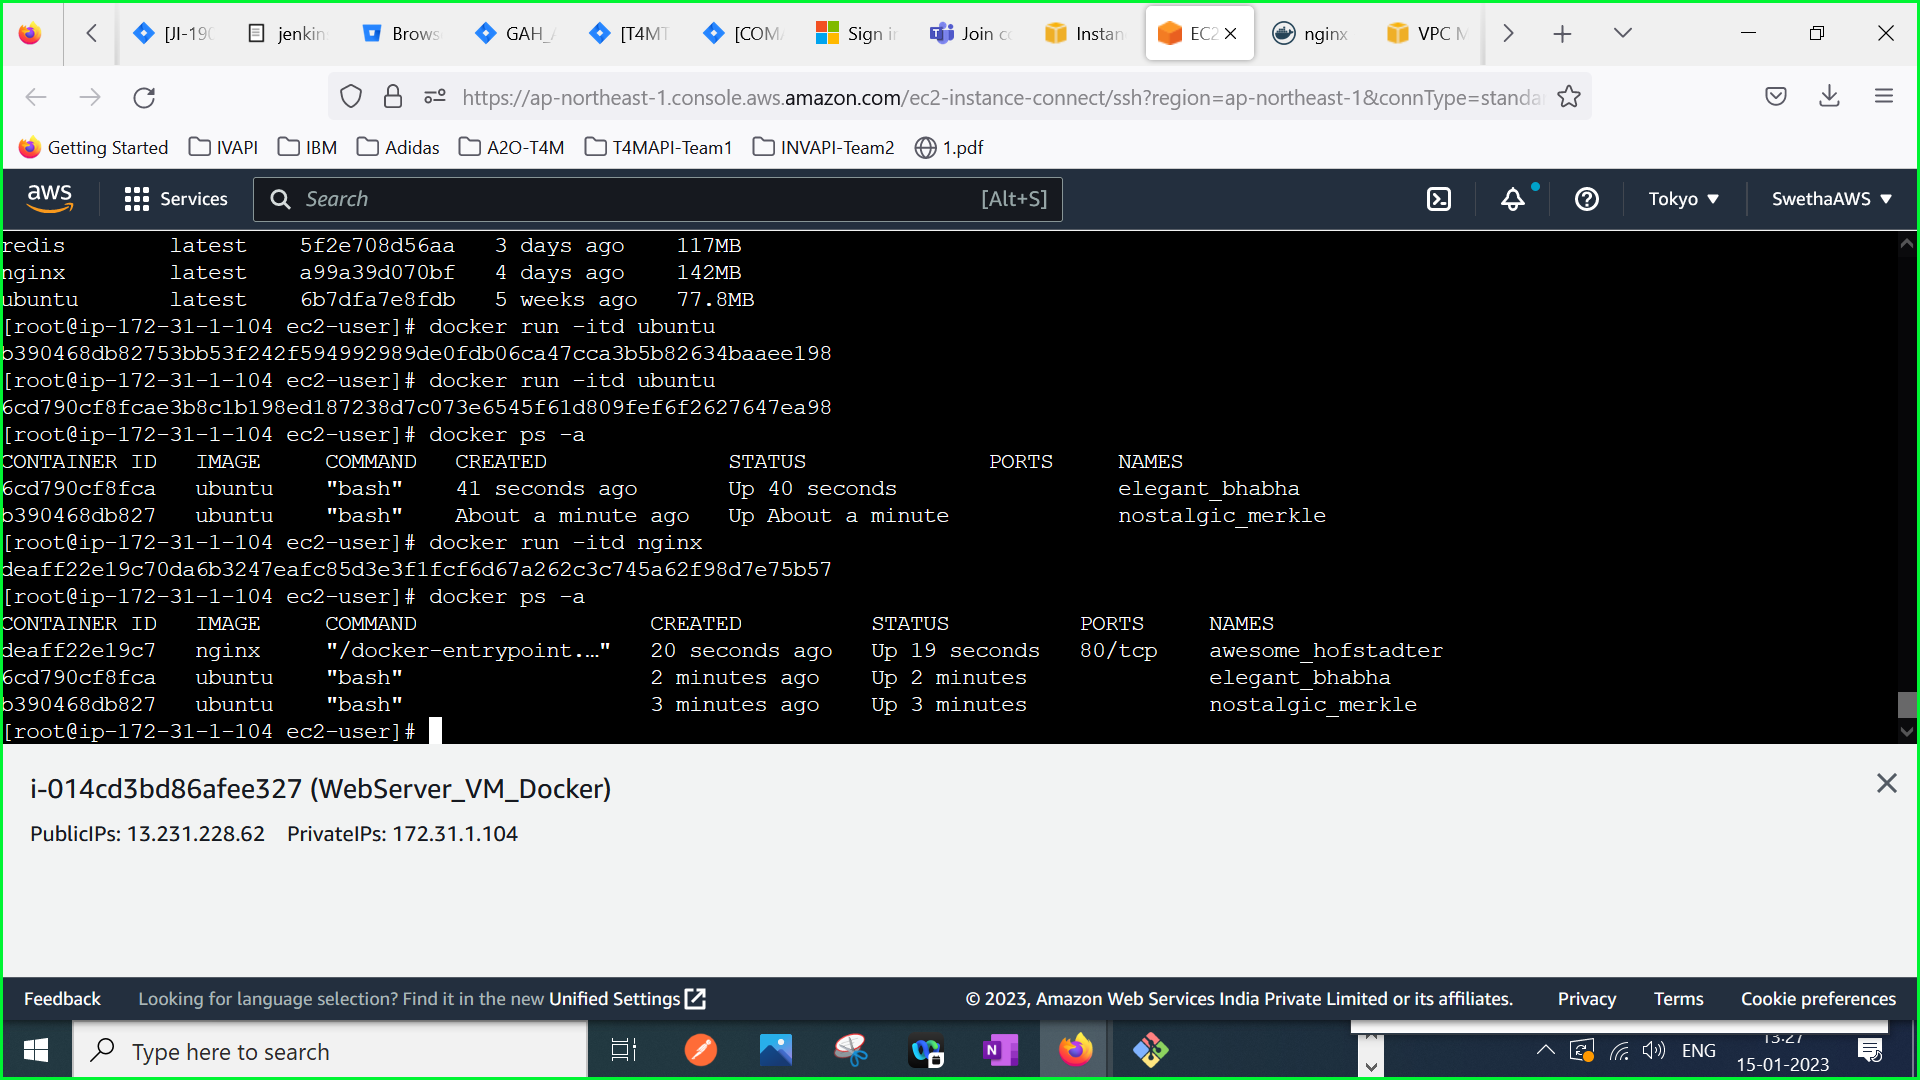 [JI-190
jenkin
Brows
GAH_A
[T4MT
[COMA
Sign in
Join co
Instan
EC2
nginx
VPC M
https://ap-northeast-1.console.aws.amazon.com/ec2-instance-connect/ssh?region=ap-northeast-1&connType=standa
Getting Started IVAPI IBM Adidas A2O-T4M T4MAPI-Team1 INVAPI-Team2 1.pdf
aws Services Search [Alt+S] Tokyo SwethaAWS
redis latest 5f2e708d56aa 3 days ago 117MB
nginx latest a99a39d070bf 4 days ago 142MB
ubuntu latest 6b7dfa7e8fdb 5 weeks ago 77.8MB
[root@ip-172-31-1-104 ec2-user]# docker run -itd ubuntu
b390468db82753bb53f242f594992989de0fdb06ca47cca3b5b82634baaee198
[root@ip-172-31-1-104 ec2-user]# docker run -itd ubuntu
6cd790cf8fcae3b8c1b198ed187238d7c073e6545f61d809fef6f2627647ea98
[root@ip-172-31-1-104 ec2-user]# docker ps -a
CONTAINER ID IMAGE COMMAND CREATED STATUS PORTS NAMES
6cd790cf8fca ubuntu "bash" 41 seconds ago Up 40 seconds elegant_bhabha
b390468db827 ubuntu "bash" About a minute ago Up About a minute nostalgic_merkle
[root@ip-172-31-1-104 ec2-user]# docker run -itd nginx
deaff22e19c70da6b3247eafc85d3e3f1fcf6d67a262c3c745a62f98d7e75b57
[root@ip-172-31-1-104 ec2-user]# docker ps -a
CONTAINER ID IMAGE COMMAND CREATED STATUS PORTS NAMES
deaff22e19c7 nginx "/docker-entrypoint.…" 20 seconds ago Up 19 seconds 80/tcp awesome_hofstadter
6cd790cf8fca ubuntu "bash" 2 minutes ago Up 2 minutes elegant_bhabha
b390468db827 ubuntu "bash" 3 minutes ago Up 3 minutes nostalgic_merkle
[root@ip-172-31-1-104 ec2-user]#
i-014cd3bd86afee327 (WebServer_VM_Docker)
PublicIPs: 13.231.228.62 PrivateIPs: 172.31.1.104
Feedback Looking for language selection? Find it in the new Unified Settings © 2023, Amazon Web Services India Private Limited or its affiliates. Privacy Terms Cookie preferences
Type here to search
N
ENG
13:27
15-01-2023